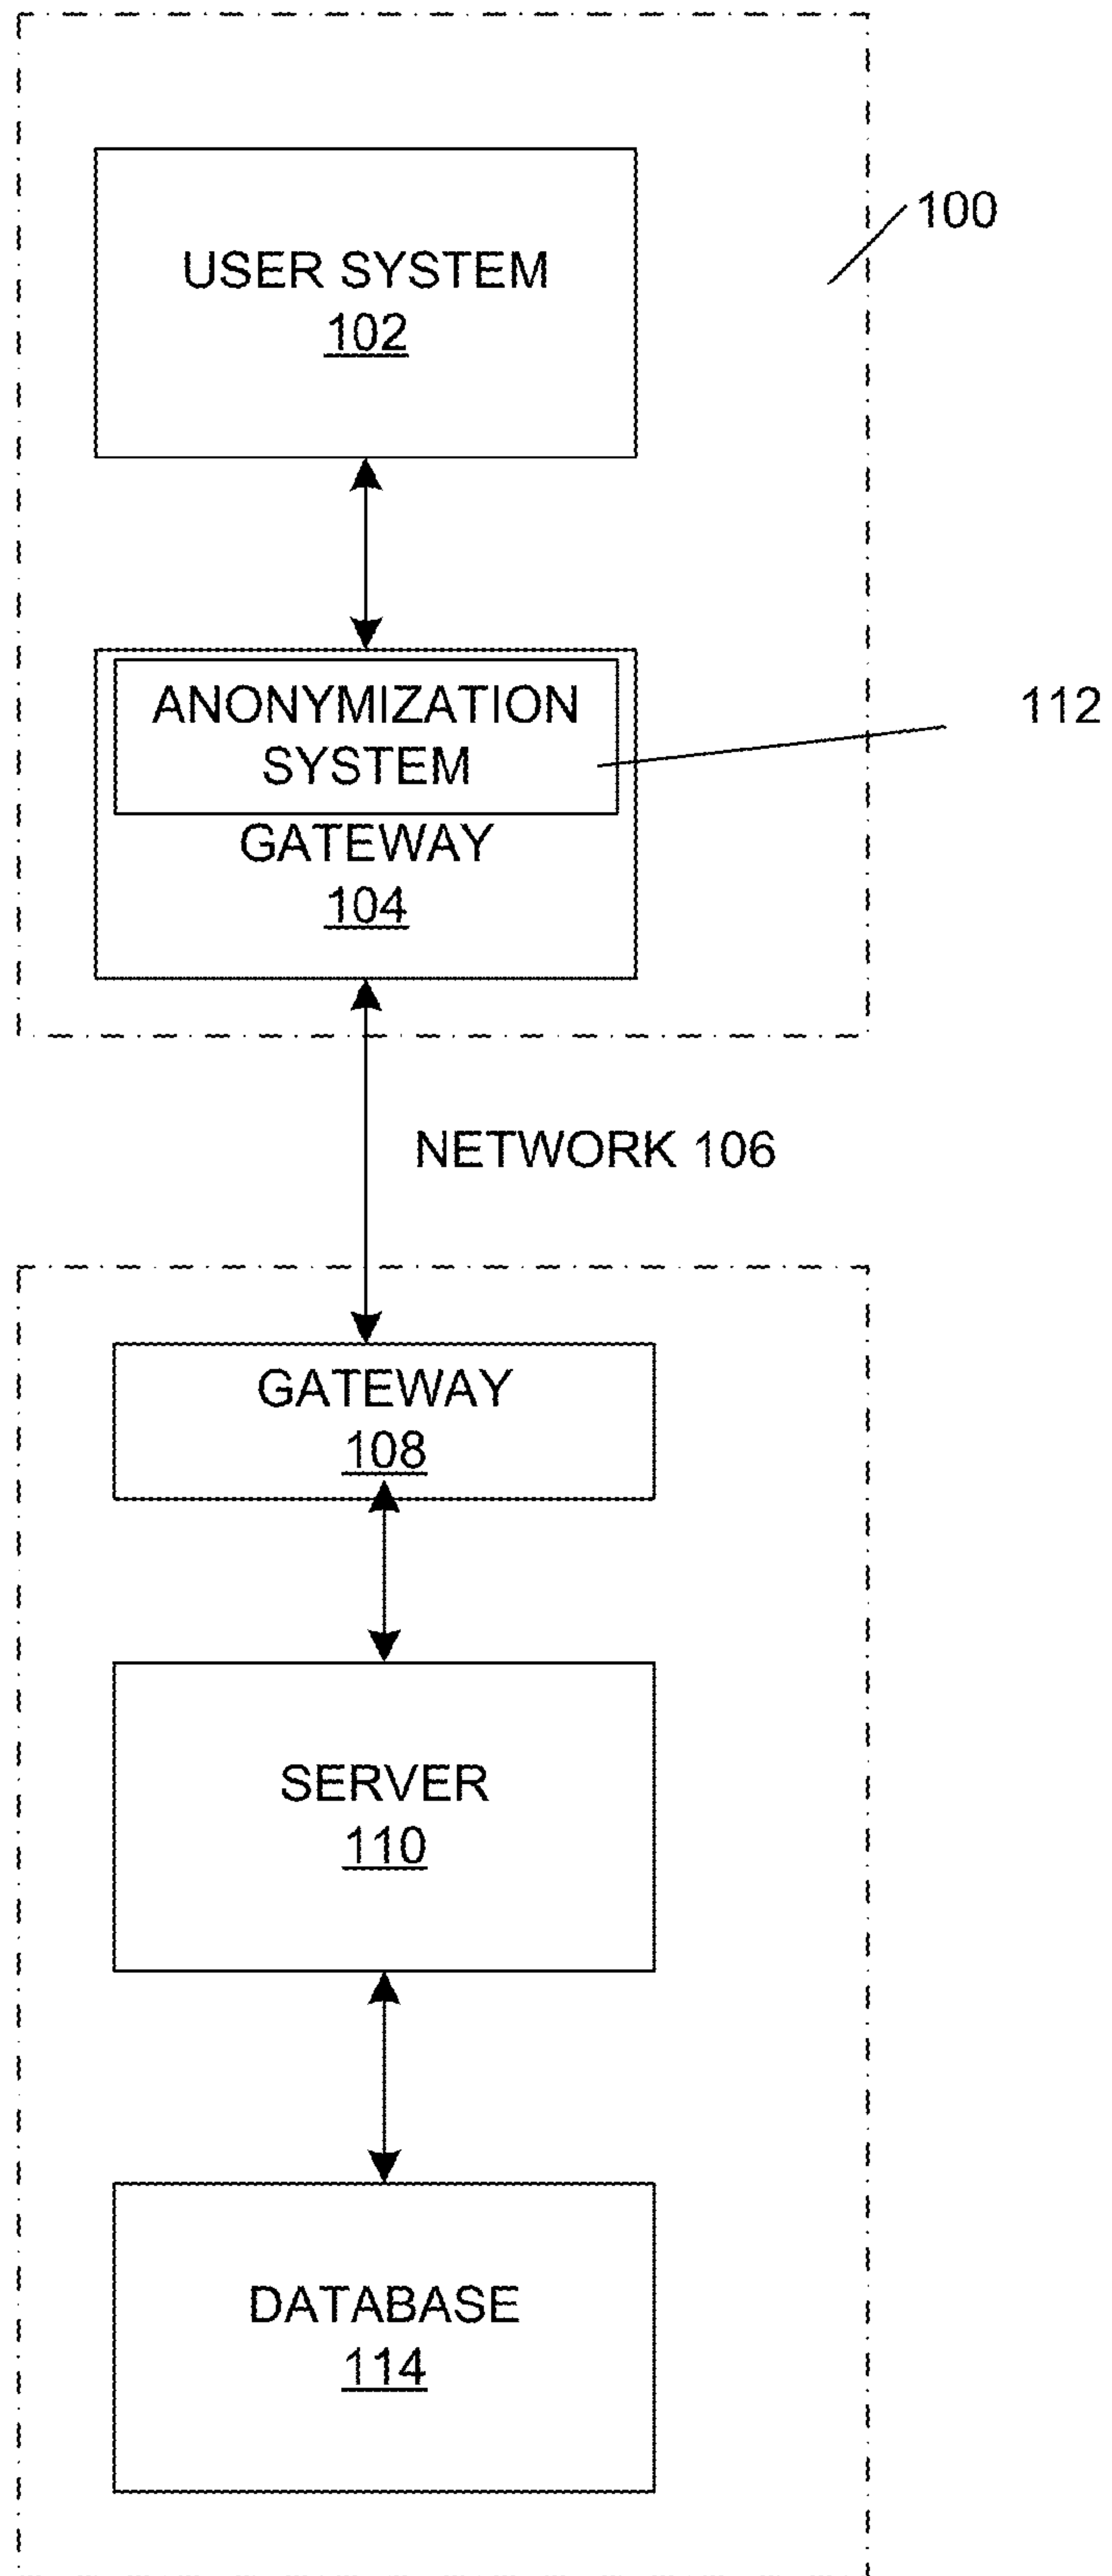 100
USER SYSTEM
102
ANONYMIZATION
SYSTEM
112
GATEWAY
104
NETWORK 106
GATEWAY
108
SERVER
110
DATABASE
114